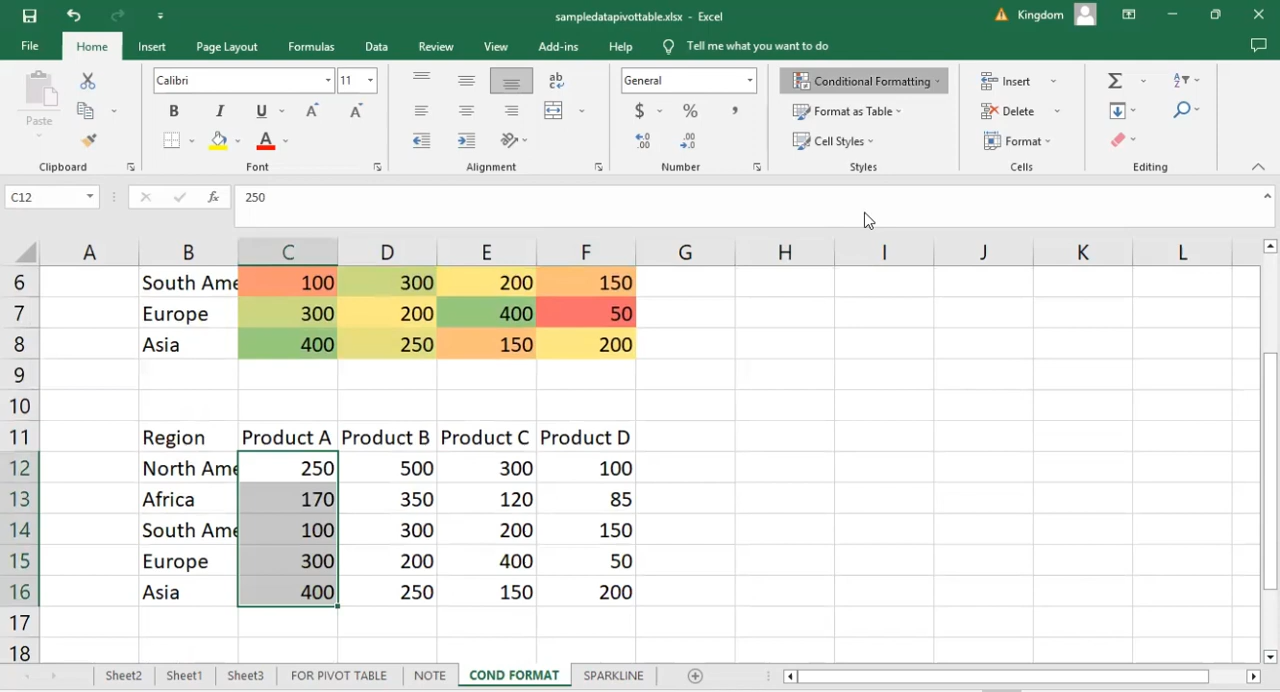 sampledatapivottable.xlsx - Excel
Kingdom
File Home Insert Page Layout Formulas Data Review View Add-ins Help Tell me what you want to do
Paste
Calibri 11
General
Conditional Formatting
Format as Table
Cell Styles
Insert
Delete
Format
B I U A A ab
$ % ,
Clipboard Font Alignment Number Styles Cells Editing
C12 fx 250
A B C D E F G H I J K L
6 South Ame 100 300 200 150
7 Europe 300 200 400 50
8 Asia 400 250 150 200
9
10
11 Region Product A Product B Product C Product D
12 North Ame 250 500 300 100
13 Africa 170 350 120 85
14 South Ame 100 300 200 150
15 Europe 300 200 400 50
16 Asia 400 250 150 200
17
18
Sheet2 Sheet1 Sheet3 FOR PIVOT TABLE NOTE COND FORMAT SPARKLINE